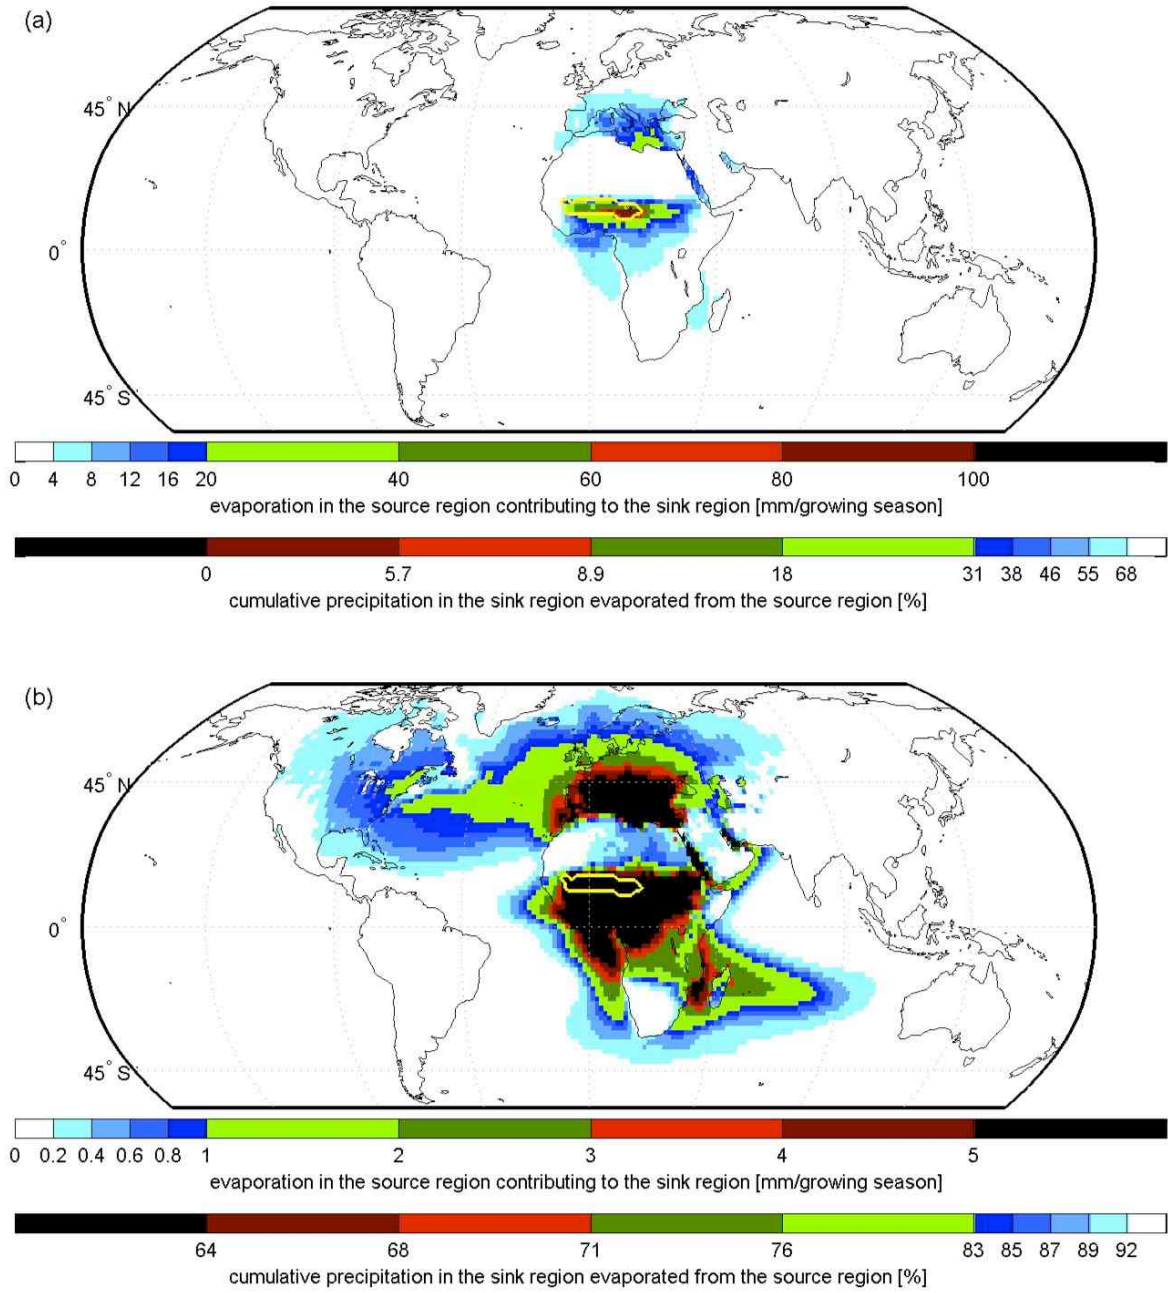 (a)
45° N
0°
45° S
0 4 8 12 16 20 40 60 80 100
evaporation in the source region contributing to the sink region [mm/growing season]
0 5.7 8.9 18 31 38 46 55 68
cumulative precipitation in the sink region evaporated from the source region [%]
(b)
45° N
0°
45° S
0 0.2 0.4 0.6 0.8 1 2 3 4 5
evaporation in the source region contributing to the sink region [mm/growing season]
64 68 71 76 83 85 87 89 92
cumulative precipitation in the sink region evaporated from the source region [%]